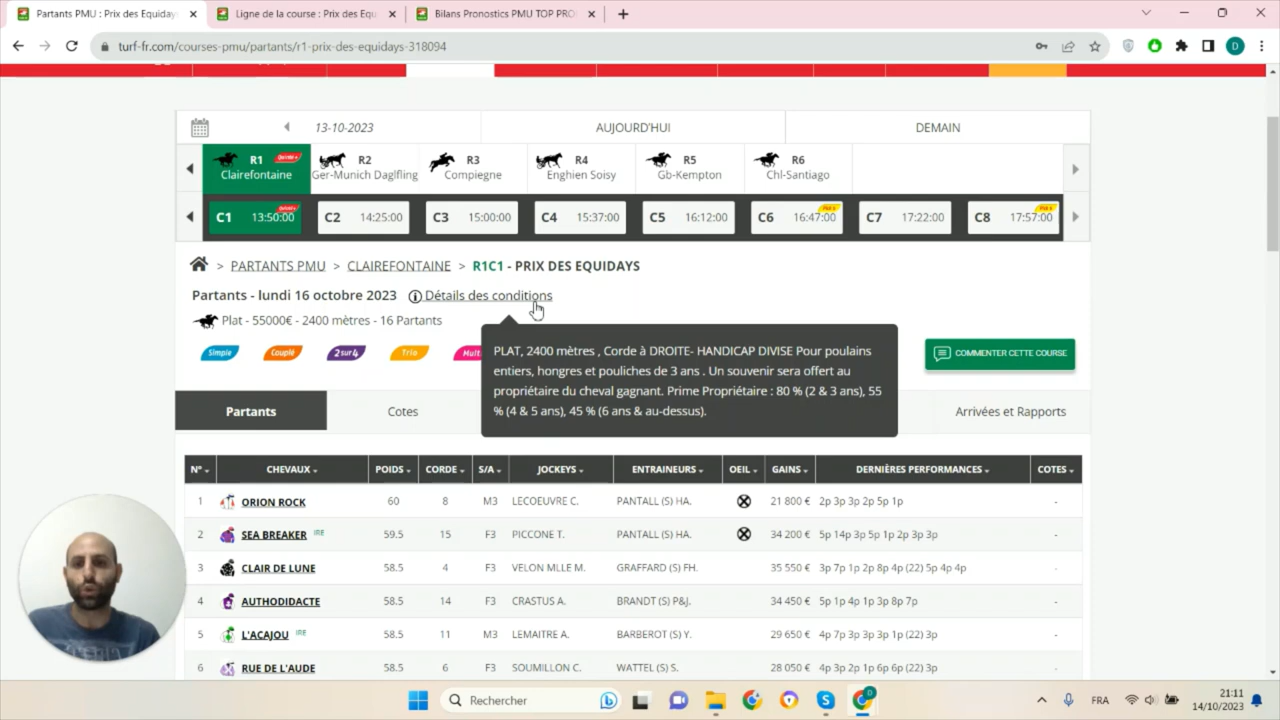 Partants PMU : Prix des Equidays
Ligne de la course : Prix des Equ
Bilans Pronostics PMU TOP PRO
turf-fr.com/courses-pmu/partants/r1-prix-des-equidays-318094
D
13-10-2023
AUJOURD'HUI
DEMAIN
R1 Quinté+
Clairefontaine
R2
Ger-Munich Daglfling
R3
Compiegne
R4
Enghien Soisy
R5
Gb-Kempton
R6
Chl-Santiago
C1 13:50:00
C2 14:25:00
C3 15:00:00
C4 15:37:00
C5 16:12:00
C6 16:47:00
C7 17:22:00
C8 17:57:00
> PARTANTS PMU > CLAIREFONTAINE > R1C1 - PRIX DES EQUIDAYS
Partants - lundi 16 octobre 2023 Détails des conditions
Plat - 55000€ - 2400 mètres - 16 Partants
Simple Couplé 2sur4 Trio Multi
PLAT, 2400 mètres , Corde à DROITE- HANDICAP DIVISE Pour poulains
entiers, hongres et pouliches de 3 ans . Un souvenir sera offert au
propriétaire du cheval gagnant. Prime Propriétaire : 80 % (2 & 3 ans), 55
% (4 & 5 ans), 45 % (6 ans & au-dessus).
COMMENTER CETTE COURSE
Partants
Cotes
Arrivées et Rapports
N° CHEVAUX POIDS CORDE S/A JOCKEYS ENTRAINEURS OEIL GAINS DERNIÈRES PERFORMANCES COTES
1 ORION ROCK 60 8 M3 LECOEUVRE C. PANTALL (S) HA. 21 800 € 2p 3p 3p 2p 5p 1p -
2 SEA BREAKER IRE 59.5 15 F3 PICCONE T. PANTALL (S) HA. 34 200 € 5p 14p 3p 5p 1p 2p 3p 3p -
3 CLAIR DE LUNE 58.5 4 F3 VELON MLLE M. GRAFFARD (S) FH. 35 550 € 3p 7p 1p 2p 8p 4p (22) 5p 4p 4p -
4 AUTHODIDACTE 58.5 14 F3 CRASTUS A. BRANDT (S) P&J. 34 450 € 5p 1p 4p 1p 3p 8p 7p -
5 L'ACAJOU IRE 58.5 11 M3 LEMAITRE A. BARBEROT (S) Y. 29 650 € 4p 7p 3p 3p 3p 1p (22) 3p -
6 RUE DE L'AUDE 58.5 6 F3 SOUMILLON C. WATTEL (S) S. 28 050 € 4p 3p 2p 1p 6p 6p (22) 3p -
Rechercher
FRA
21:11
14/10/2023